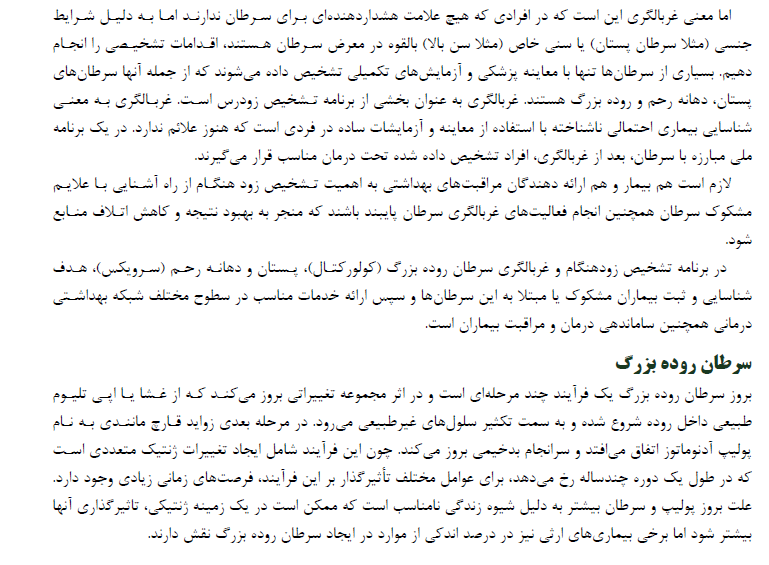 اما معنی غربالگری این است که در افرادی که هیچ علامت هشداردهنده‌ای برای سرطان ندارند اما به دلیل شرایط
جنسی (مثلا سرطان پستان) یا سنی خاص (مثلا سن بالا) بالقوه در معرض سرطان هستند، اقدامات تشخیصی را انجام
دهیم. بسیاری از سرطان‌ها تنها با معاینه پزشکی و آزمایش‌های تکمیلی تشخیص داده می‌شوند که از جمله آنها سرطان‌های
پستان، دهانه رحم و روده بزرگ هستند. غربالگری به عنوان بخشی از برنامه تشخیص زودرس است. غربالگری به معنی
شناسایی بیماری احتمالی ناشناخته با استفاده از معاینه و آزمایشات ساده در فردی است که هنوز علائم ندارد. در یک برنامه
ملی مبارزه با سرطان، بعد از غربالگری، افراد تشخیص داده شده تحت درمان مناسب قرار می‌گیرند.
لازم است هم بیمار و هم ارائه دهندگان مراقبت‌های بهداشتی به اهمیت تشخیص زود هنگام از راه آشنایی با علایم
مشکوک سرطان همچنین انجام فعالیت‌های غربالگری سرطان پایبند باشند که منجر به بهبود نتیجه و کاهش اتلاف منابع
شود.
در برنامه تشخیص زودهنگام و غربالگری سرطان روده بزرگ (کولورکتال)، پستان و دهانه رحم (سرویکس)، هدف
شناسایی و ثبت بیماران مشکوک یا مبتلا به این سرطان‌ها و سپس ارائه خدمات مناسب در سطوح مختلف شبکه بهداشتی
درمانی همچنین ساماندهی درمان و مراقبت بیماران است.
سرطان روده بزرگ
بروز سرطان روده بزرگ یک فرآیند چند مرحله‌ای است و در اثر مجموعه تغییراتی بروز می‌کند که از غشا یا اپی تلیوم
طبیعی داخل روده شروع شده و به سمت تکثیر سلول‌های غیرطبیعی می‌رود. در مرحله بعدی زواید قارچ مانندی به نام
پولیپ آدنوماتوز اتفاق می‌افتد و سرانجام بدخیمی بروز می‌کند. چون این فرآیند شامل ایجاد تغییرات ژنتیک متعددی است
که در طول یک دوره چندساله رخ می‌دهد، برای عوامل مختلف تأثیرگذار بر این فرآیند، فرصت‌های زمانی زیادی وجود دارد.
علت بروز پولیپ و سرطان بیشتر به دلیل شیوه زندگی نامناسب است که ممکن است در یک زمینه ژنتیکی، تاثیرگذاری آنها
بیشتر شود اما برخی بیماری‌های ارثی نیز در درصد اندکی از موارد در ایجاد سرطان روده بزرگ نقش دارند.